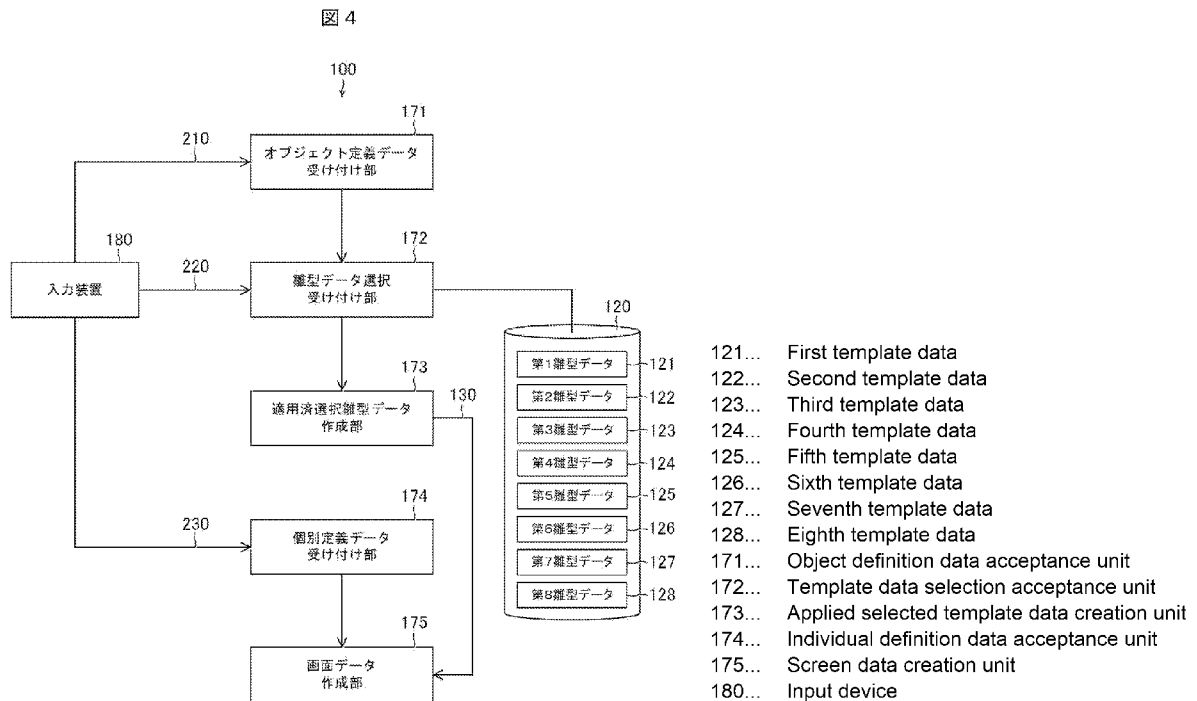 図 4
100
171
210
オブジェクト定義データ
受け付け部
180
172
入力装置
220
雛型データ選択
受け付け部
120
173
130
適用済選択雛型データ
作成部
第1雛型データ
121
第2雛型データ
122
第3雛型データ
123
第4雛型データ
124
第5雛型データ
125
第6雛型データ
126
第7雛型データ
127
第8雛型データ
128
174
230
個別定義データ
受け付け部
175
画面データ
作成部
121... First template data
122... Second template data
123... Third template data
124... Fourth template data
125... Fifth template data
126... Sixth template data
127... Seventh template data
128... Eighth template data
171... Object definition data acceptance unit
172... Template data selection acceptance unit
173... Applied selected template data creation unit
174... Individual definition data acceptance unit
175... Screen data creation unit
180... Input device